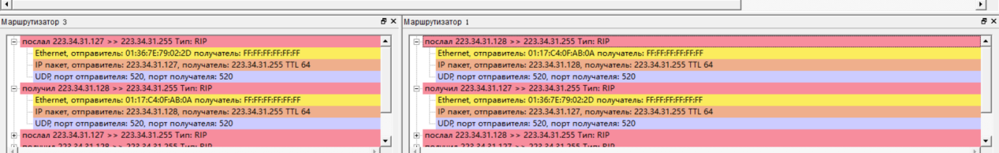 Маршрутизатор 3
послал 223.34.31.127 >> 223.34.31.255 Тип: RIP
Ethernet, отправитель: 01:36:7E:79:02:2D получатель: FF:FF:FF:FF:FF:FF
IP пакет, отправитель: 223.34.31.127, получатель: 223.34.31.255 TTL 64
UDP, порт отправителя: 520, порт получателя: 520
получил 223.34.31.128 >> 223.34.31.255 Тип: RIP
Ethernet, отправитель: 01:17:C4:0F:AB:0A получатель: FF:FF:FF:FF:FF:FF
IP пакет, отправитель: 223.34.31.128, получатель: 223.34.31.255 TTL 64
UDP, порт отправителя: 520, порт получателя: 520
послал 223.34.31.127 >> 223.34.31.255 Тип: RIP
получил 223.34.31.128 >> 223.34.31.255 Тип: RIP
Маршрутизатор 1
послал 223.34.31.128 >> 223.34.31.255 Тип: RIP
Ethernet, отправитель: 01:17:C4:0F:AB:0A получатель: FF:FF:FF:FF:FF:FF
IP пакет, отправитель: 223.34.31.128, получатель: 223.34.31.255 TTL 64
UDP, порт отправителя: 520, порт получателя: 520
получил 223.34.31.127 >> 223.34.31.255 Тип: RIP
Ethernet, отправитель: 01:36:7E:79:02:2D получатель: FF:FF:FF:FF:FF:FF
IP пакет, отправитель: 223.34.31.127, получатель: 223.34.31.255 TTL 64
UDP, порт отправителя: 520, порт получателя: 520
послал 223.34.31.128 >> 223.34.31.255 Тип: RIP
получил 223.34.31.127 >> 223.34.31.255 Тип: RIP